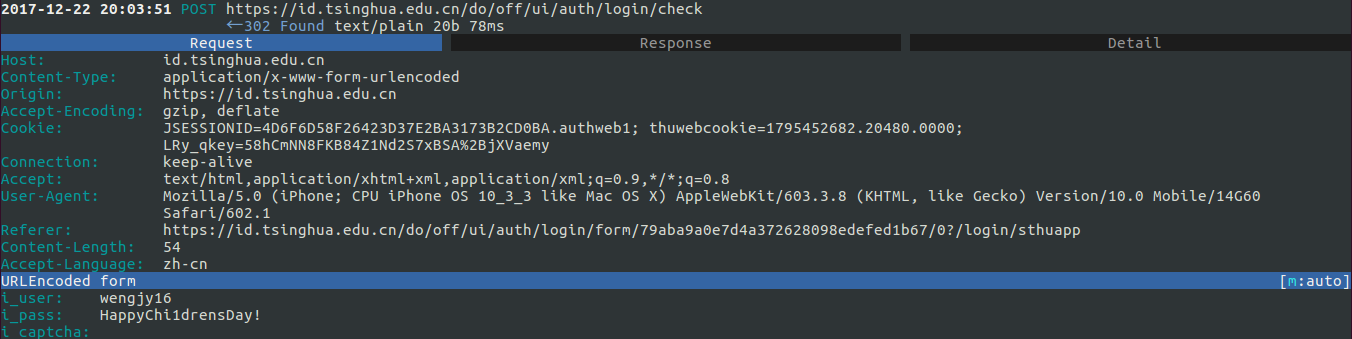 2017-12-22 20:03:51 POST https://id.tsinghua.edu.cn/do/off/ui/auth/login/check
←302 Found text/plain 20b 78ms
Request Response Detail
Host: id.tsinghua.edu.cn
Content-Type: application/x-www-form-urlencoded
Origin: https://id.tsinghua.edu.cn
Accept-Encoding: gzip, deflate
Cookie: JSESSIONID=4D6F6D58F26423D37E2BA3173B2CD0BA.authweb1; thuwebcookie=1795452682.20480.0000;
LRy_qkey=58hCmNN8FKB84Z1Nd2S7xBSA%2BjXVaemy
Connection: keep-alive
Accept: text/html,application/xhtml+xml,application/xml;q=0.9,*/*;q=0.8
User-Agent: Mozilla/5.0 (iPhone; CPU iPhone OS 10_3_3 like Mac OS X) AppleWebKit/603.3.8 (KHTML, like Gecko) Version/10.0 Mobile/14G60
Safari/602.1
Referer: https://id.tsinghua.edu.cn/do/off/ui/auth/login/form/79aba9a0e7d4a372628098edefed1b67/0?/login/sthuapp
Content-Length: 54
Accept-Language: zh-cn
URLEncoded form [m:auto]
i_user: wengjy16
i_pass: HappyChi1drensDay!
i_captcha: